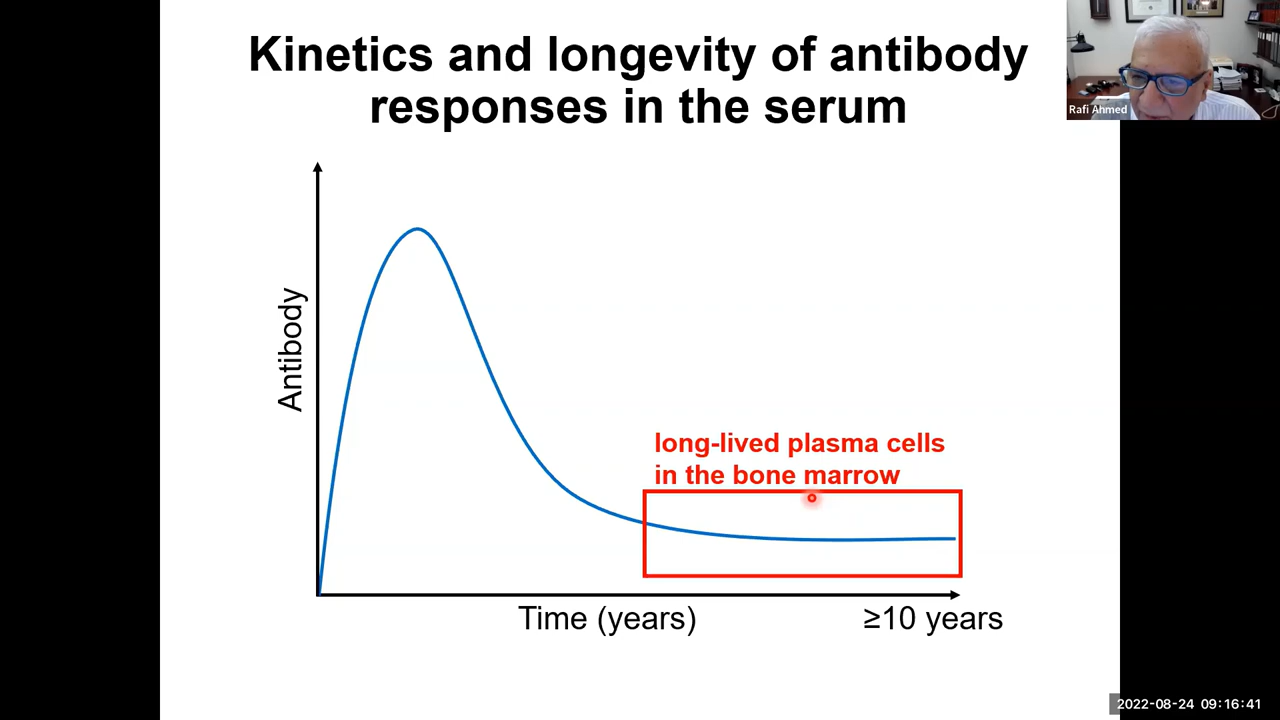 Kinetics and longevity of antibody
responses in the serum
Rafi Ahmed
Antibody
long-lived plasma cells
in the bone marrow
Time (years)
≥10 years
2022-08-24 09:16:41